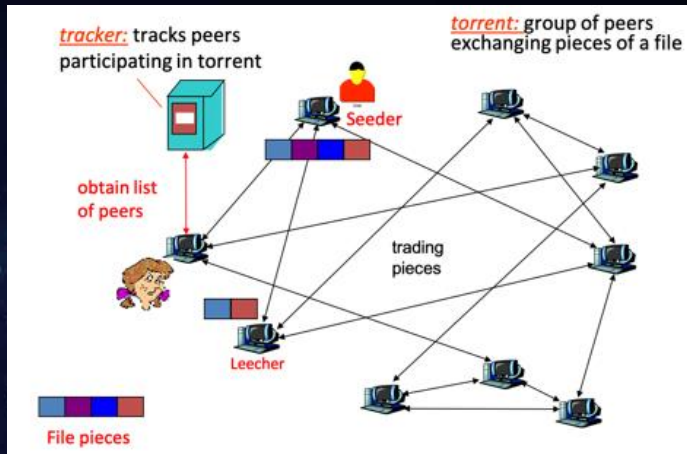 tracker: tracks peers
participating in torrent
torrent: group of peers
exchanging pieces of a file
Seeder
obtain list
of peers
trading
pieces
Leecher
File pieces